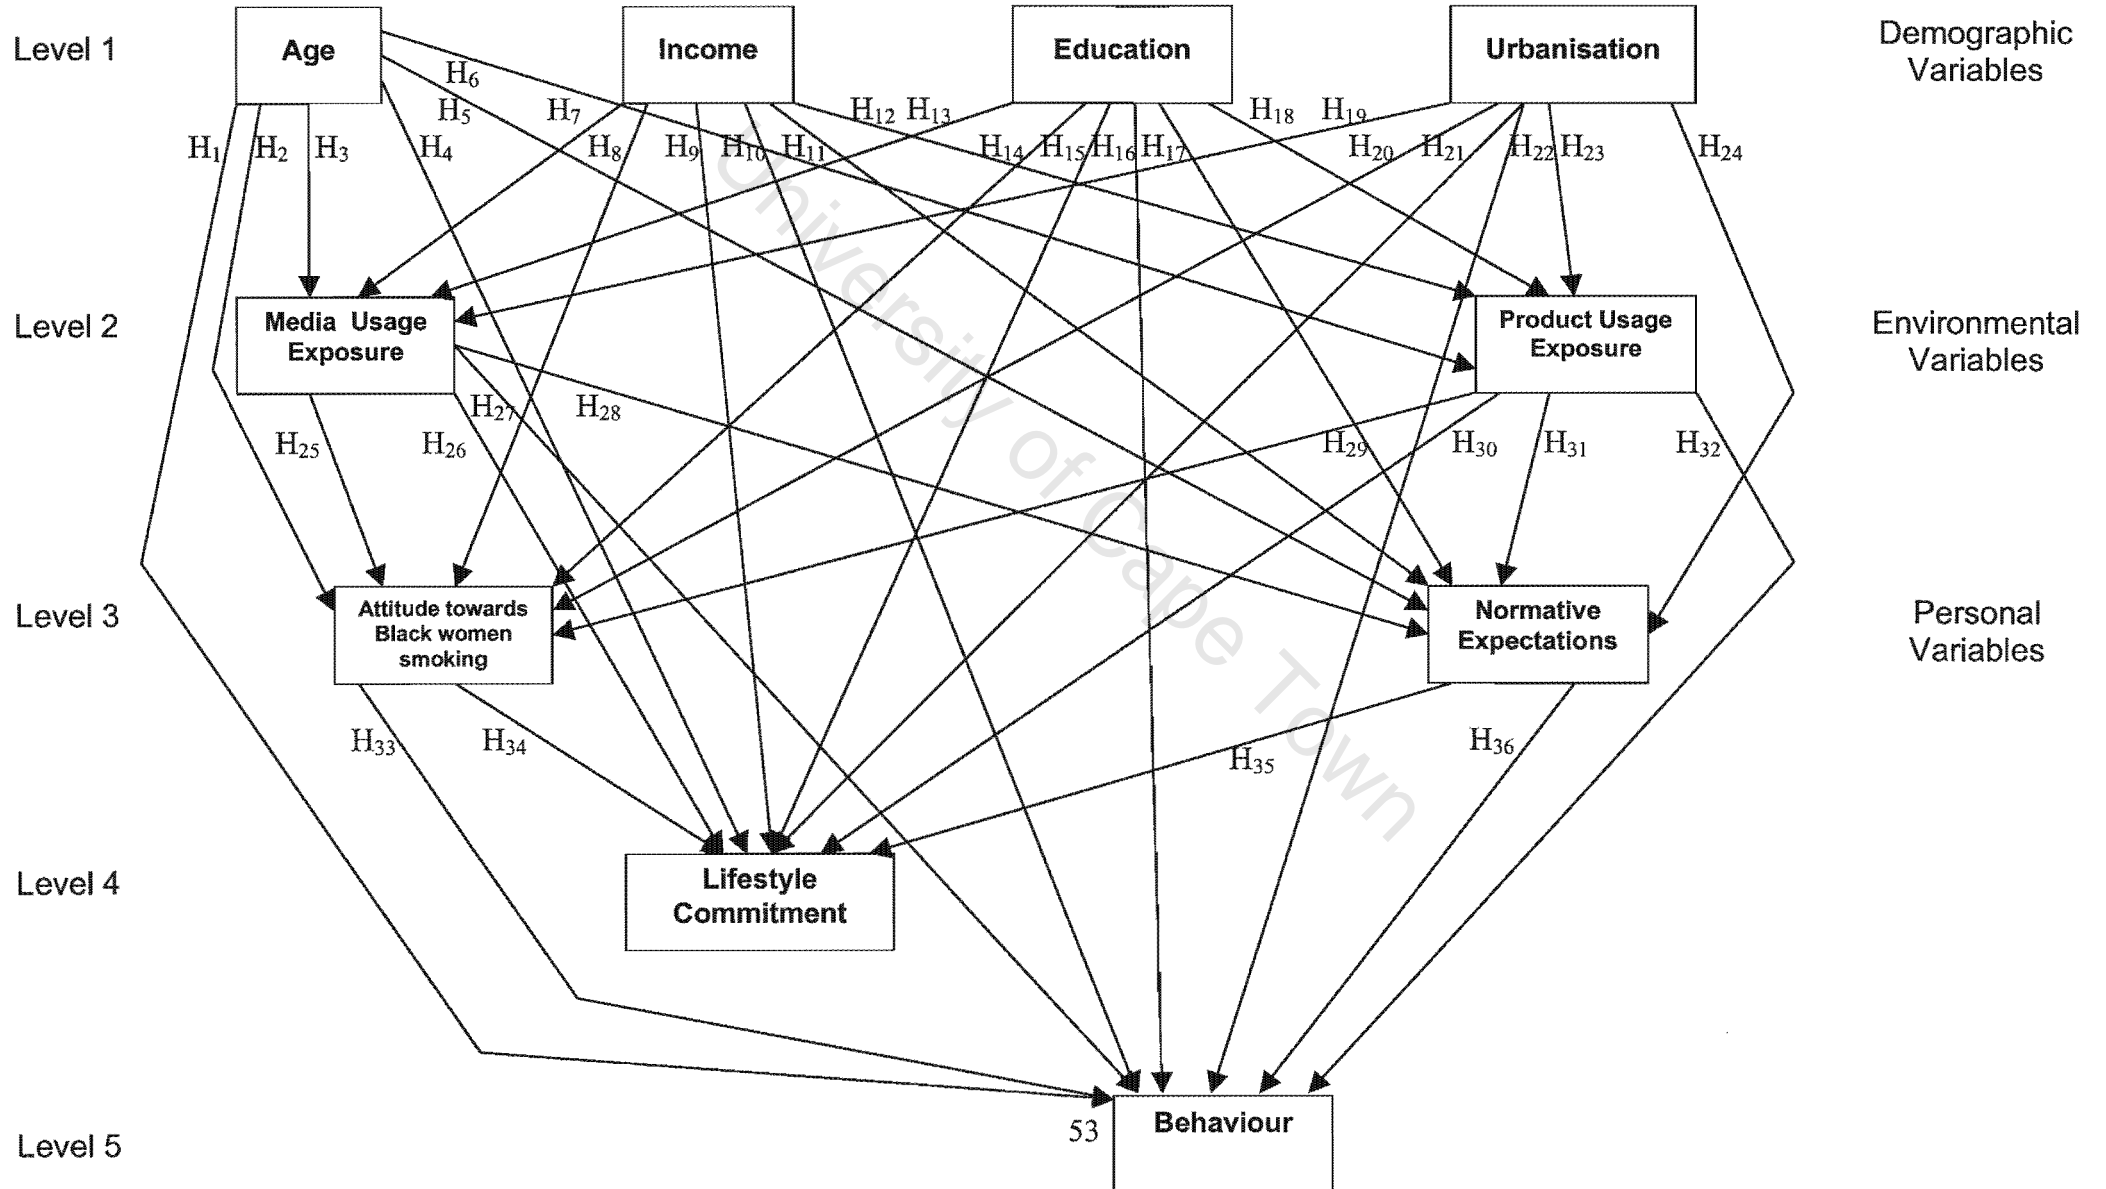 Level 1
Age
Income
Education
Urbanisation
Demographic
Variables
H6
H5
H7
H12 H13
H18 H19
H1 H2 H3 H4 H8 H9 H10 H11 H14 H15 H16 H17 H20 H21 H22 H23 H24
University of Cape Town
Level 2
Media Usage
Exposure
Product Usage
Exposure
Environmental
Variables
H27 H28
H25 H26 H29 H30 H31 H32
Level 3
Attitude towards
Black women
smoking
Normative
Expectations
Personal
Variables
H33 H34 H35 H36
Level 4
Lifestyle
Commitment
Level 5
53
Behaviour